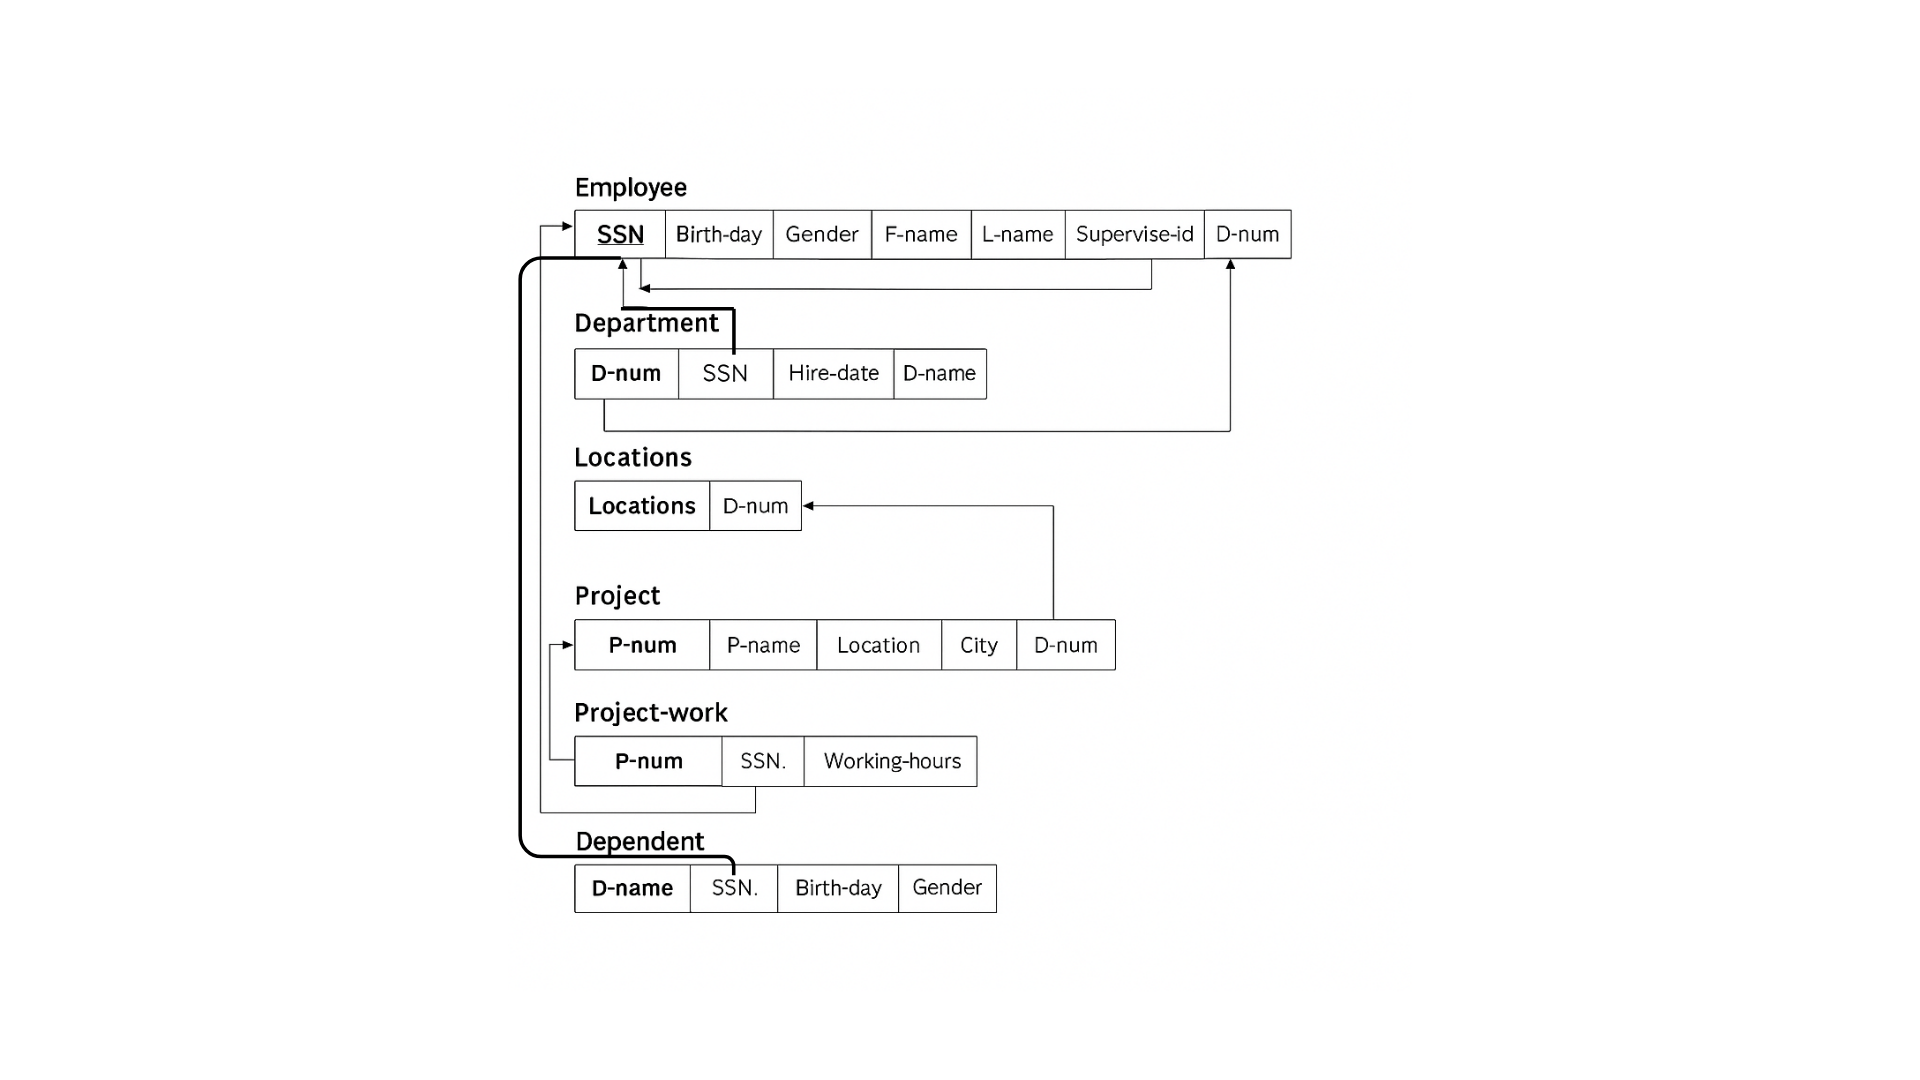 Employee
SSN Birth-day Gender F-name L-name Supervise-id D-num
Department
D-num SSN Hire-date D-name
Locations
Locations D-num
Project
P-num P-name Location City D-num
Project-work
P-num SSN. Working-hours
Dependent
D-name SSN. Birth-day Gender